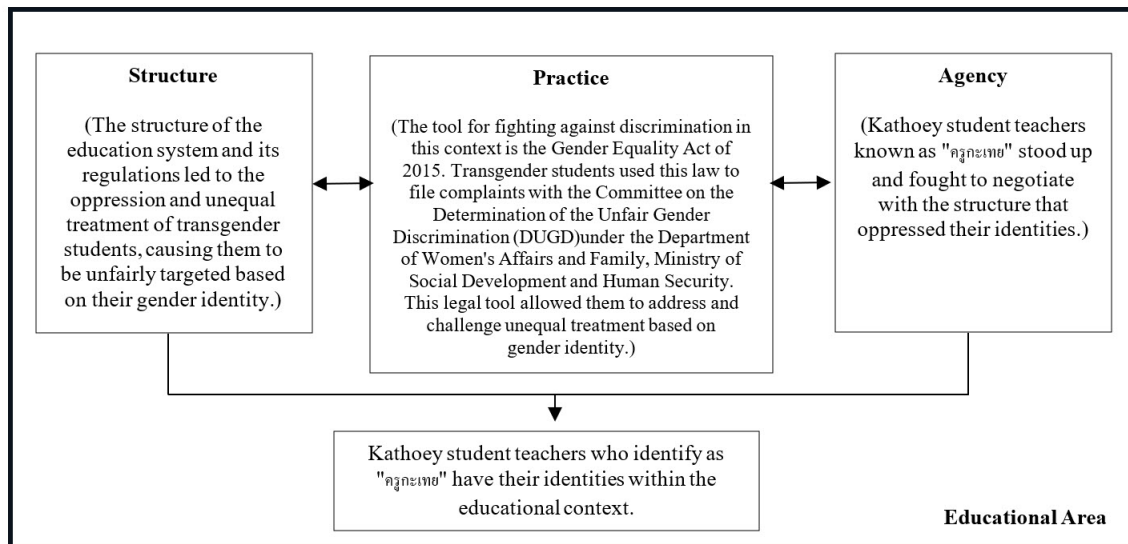 Structure
(The structure of the
education system and its
regulations led to the
oppression and unequal
treatment of transgender
students, causing them to
be unfairly targeted based
on their gender identity.)
Practice
(The tool for fighting against discrimination in
this context is the Gender Equality Act of
2015. Transgender students used this law to
file complaints with the Committee on the
Determination of the Unfair Gender
Discrimination (DUGD)under the Department
of Women's Affairs and Family, Ministry of
Social Development and Human Security.
This legal tool allowed them to address and
challenge unequal treatment based on
gender identity.)
Agency
(Kathoey student teachers
known as "ครูกะเทย" stood up
and fought to negotiate
with the structure that
oppressed their identities.)
Kathoey student teachers who identify as
"ครูกะเทย" have their identities within the
educational context.
Educational Area